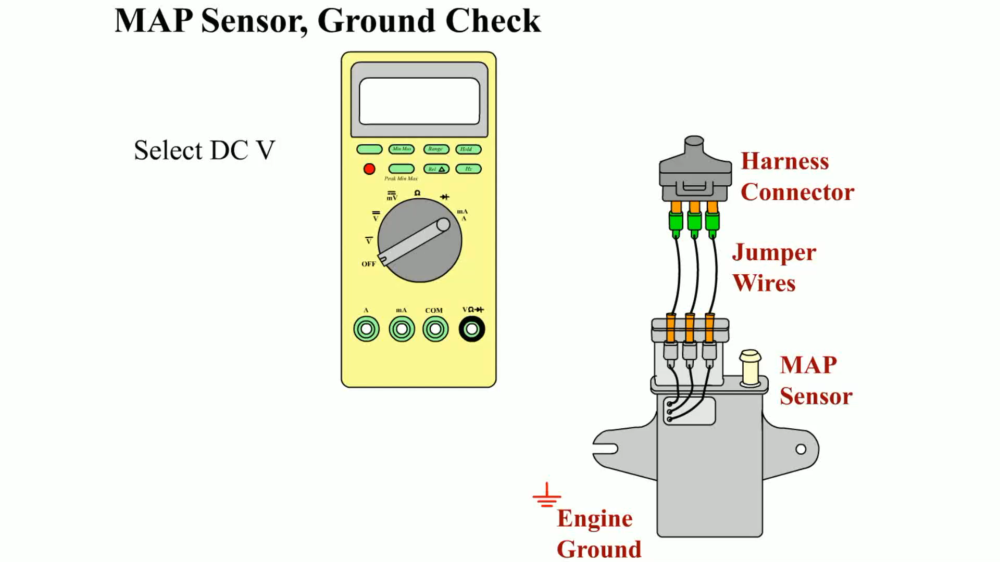 MAP Sensor, Ground Check
Select DC V
Min Max
Range
Hold
Rel Δ
Hz
Peak Min Max
mV
Ω
mA
A
V
V
OFF
A
mA
COM
VΩ
Harness
Connector
Jumper
Wires
MAP
Sensor
Engine
Ground